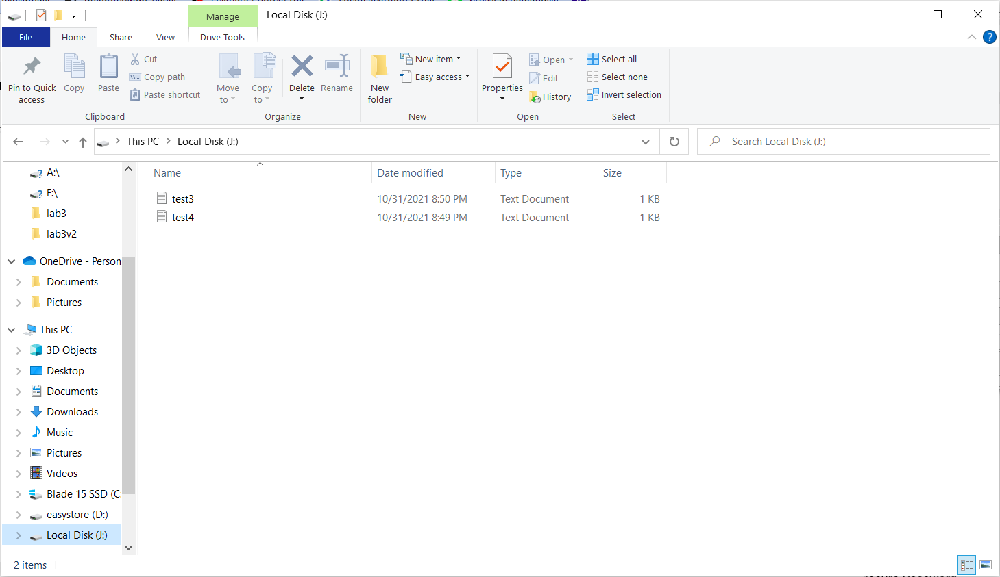 Manage
Local Disk (J:)
File
Home
Share
View
Drive Tools
?
Pin to Quick access
Copy
Paste
Cut
Copy path
Paste shortcut
Clipboard
Move to
Copy to
Delete
Rename
Organize
New folder
New item
Easy access
New
Properties
Open
Edit
History
Open
Select all
Select none
Invert selection
Select
This PC > Local Disk (J:)
Search Local Disk (J:)
Name
Date modified
Type
Size
test3
10/31/2021 8:50 PM
Text Document
1 KB
test4
10/31/2021 8:49 PM
Text Document
1 KB
A:\
F:\
lab3
lab3v2
OneDrive - Person
Documents
Pictures
This PC
3D Objects
Desktop
Documents
Downloads
Music
Pictures
Videos
Blade 15 SSD (C:
easystore (D:)
Local Disk (J:)
2 items